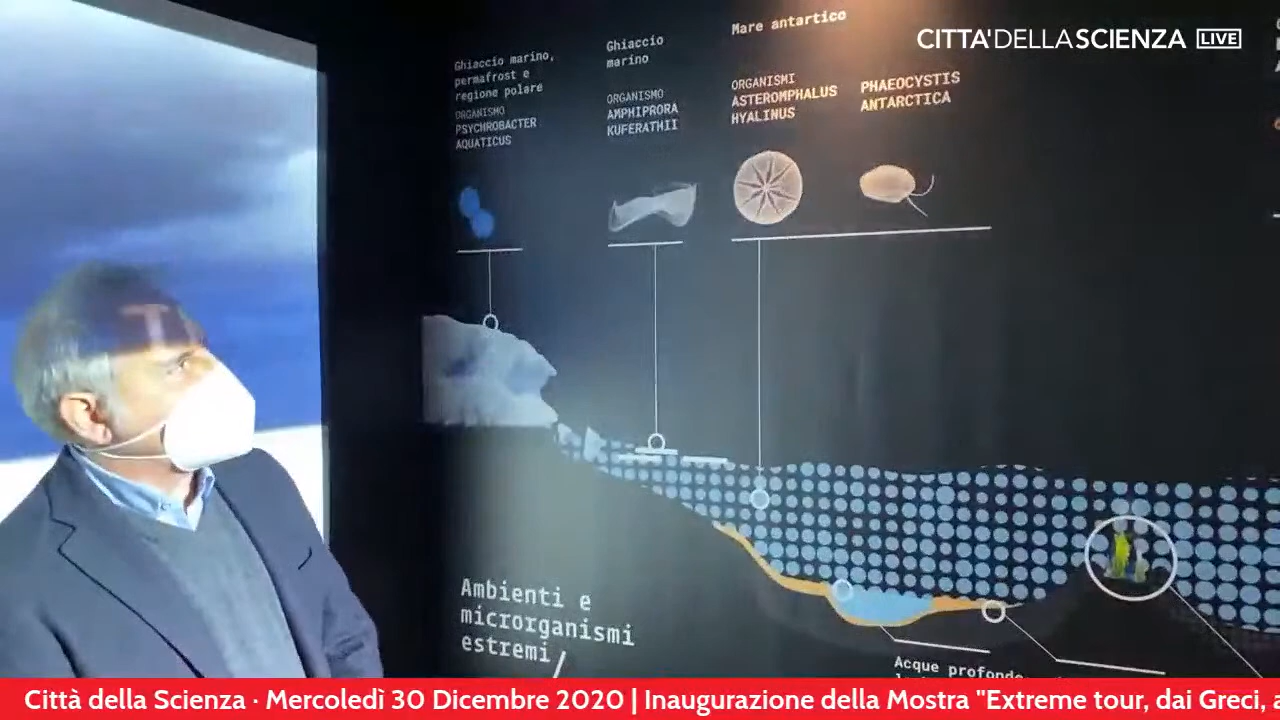 CITTA'DELLASCIENZA LIVE
Ghiaccio marino,
permafrost e
regione polare
ORGANISMO
PSYCHROBACTER
AQUATICUS
Ghiaccio
marino
ORGANISMO
AMPHIPRORA
KUFERATHII
Mare antartico
ORGANISMI
ASTEROMPHALUS
HYALINUS
PHAEOCYSTIS
ANTARCTICA
Ambienti e
microrganismi
estremi/
Acque profonde
Città della Scienza · Mercoledì 30 Dicembre 2020 | Inaugurazione della Mostra "Extreme tour, dai Greci, a